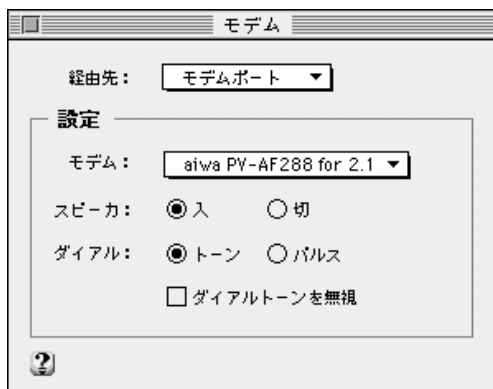 モデム
経由先： モデムポート
設定
モデム： aiwa PV-AF288 for 2.1
スピーカ： 入 切
ダイアル： トーン パルス
ダイアルトーンを無視
?